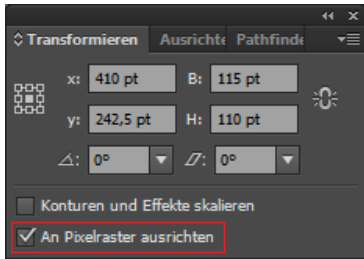 Transformieren Ausrichte Pathfinde
x: 410 pt B: 115 pt
y: 242,5 pt H: 110 pt
0° 0°
Konturen und Effekte skalieren
An Pixelraster ausrichten